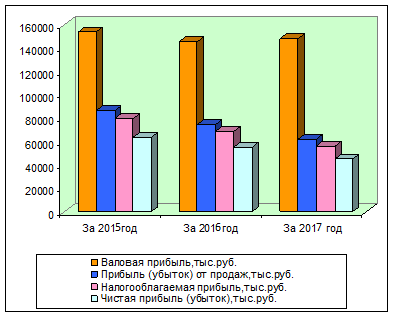 160000
140000
120000
100000
80000
60000
40000
20000
0
За 2015год За 2016год За 2017 год
Валовая прибыль,тыс.руб.
Прибыль (убыток) от продаж,тыс.руб.
Налогооблагаемая прибыль,тыс.руб.
Чистая прибыль (убыток),тыс.руб.